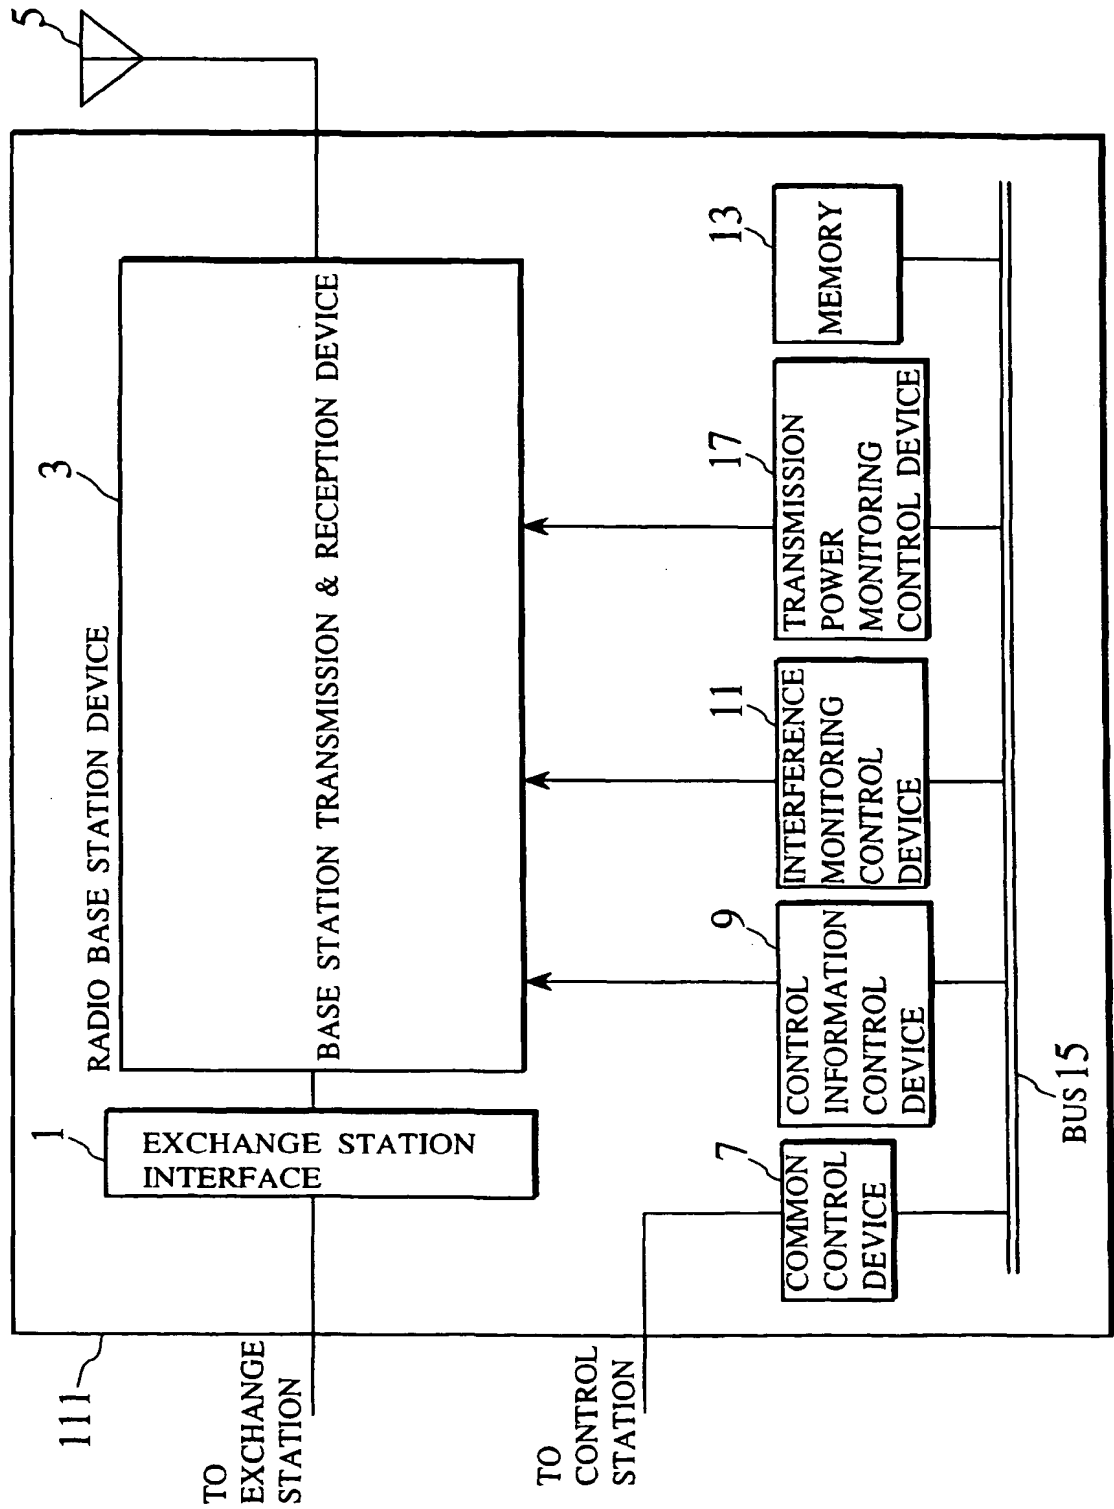 111
RADIO BASE STATION DEVICE
5
TO
EXCHANGE
STATION
1
EXCHANGE STATION
INTERFACE
3
BASE STATION TRANSMISSION & RECEPTION DEVICE
TO
CONTROL
STATION
7
COMMON
CONTROL
DEVICE
9
CONTROL
INFORMATION
CONTROL
DEVICE
11
INTERFERENCE
MONITORING
CONTROL
DEVICE
17
TRANSMISSION
POWER
MONITORING
CONTROL DEVICE
13
MEMORY
BUS 15